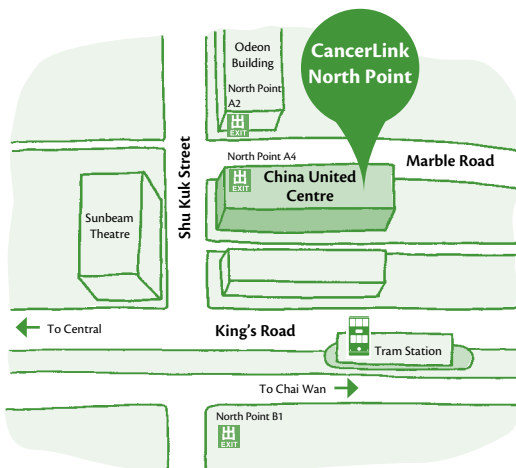 Odeon
Building
North Point
A2
EXIT
CancerLink
North Point
Shu Kuk Street
North Point A4
EXIT
China United
Centre
Marble Road
Sunbeam
Theatre
To Central
King's Road
Tram Station
To Chai Wan
North Point B1
EXIT